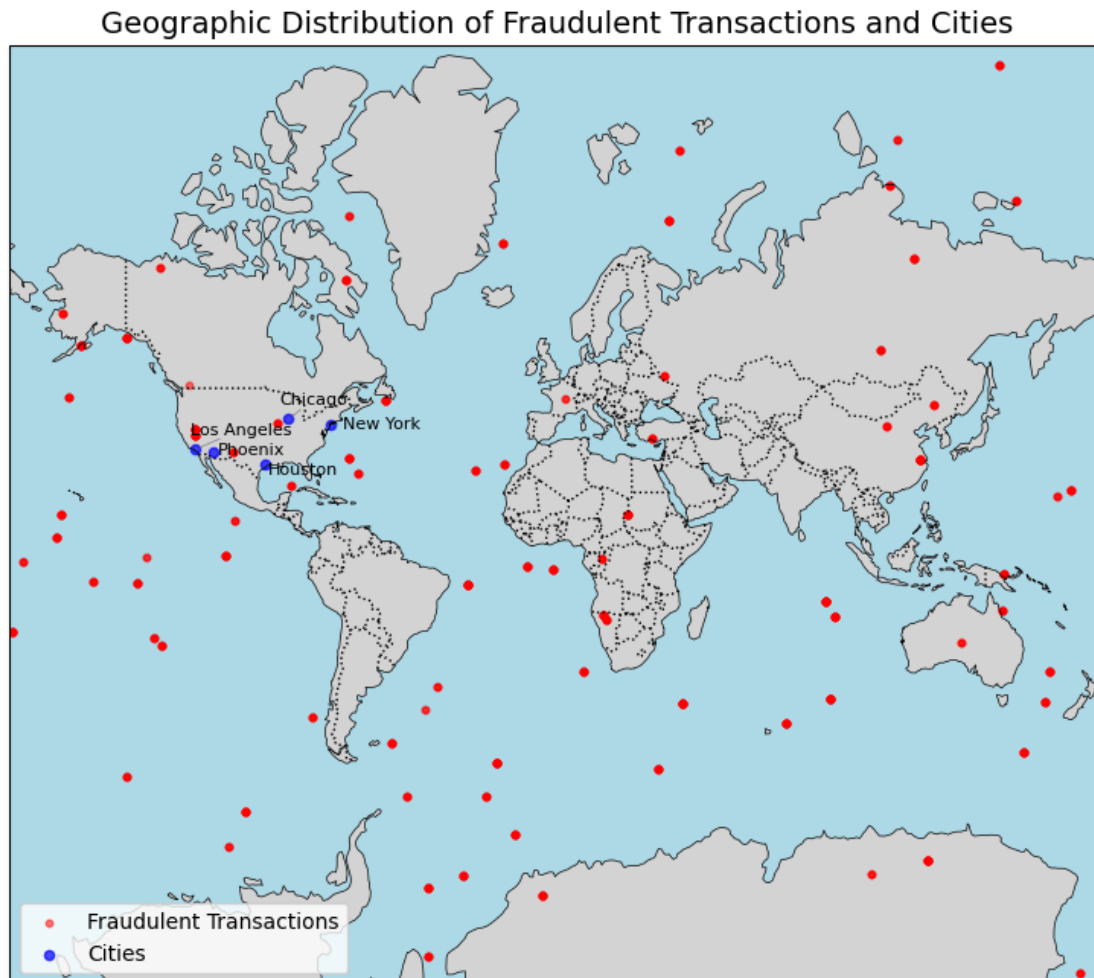 Geographic Distribution of Fraudulent Transactions and Cities
Chicago
New York
Los Angeles
Phoenix
Houston
Fraudulent Transactions
Cities